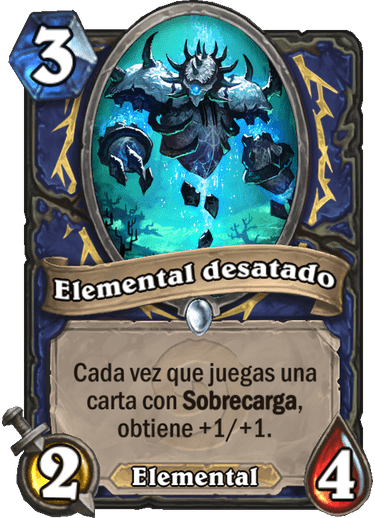 3
Elemental desatado
Cada vez que juegas una
carta con Sobrecarga,
obtiene +1/+1.
2
Elemental
4